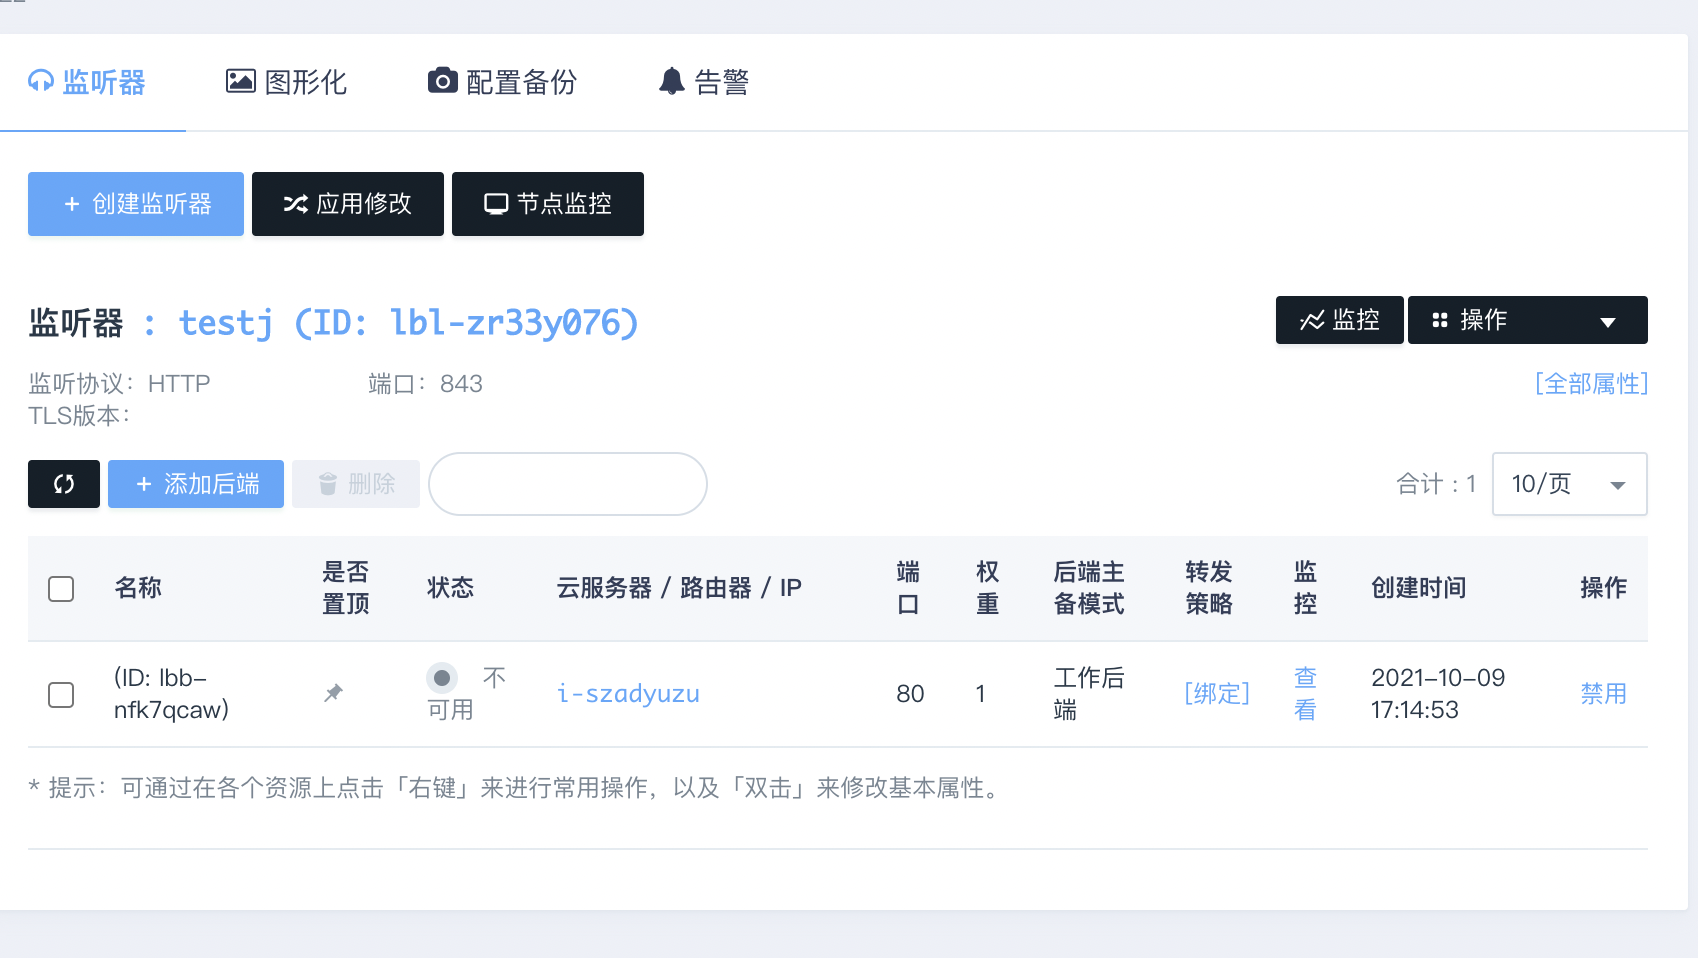 监听器 图形化 配置备份 告警
+ 创建监听器 应用修改 节点监控
监听器 : testj (ID: lbl-zr33y076) 监控 操作
监听协议: HTTP 端口: 843 [全部属性]
TLS版本:
+ 添加后端 删除 合计 : 1 10/页
名称 是否置顶 状态 云服务器 / 路由器 / IP 端口 权重 后端主备模式 转发策略 监控 创建时间 操作
(ID: lbb-nfk7qcaw) 不可用 i-szadyuzu 80 1 工作后端 [绑定] 查看 2021-10-09 17:14:53 禁用
* 提示: 可通过在各个资源上点击「右键」来进行常用操作, 以及「双击」来修改基本属性。